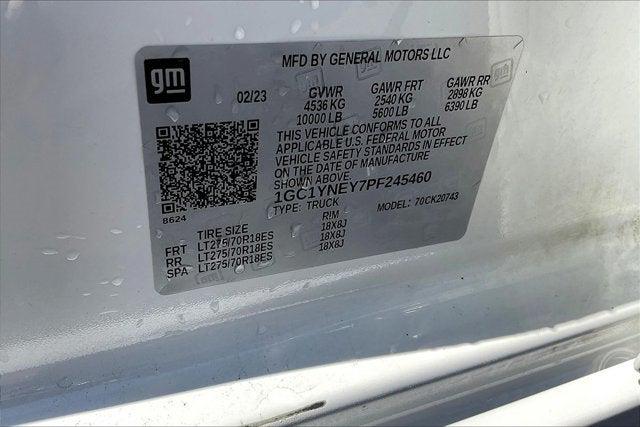 gm
MFD BY GENERAL MOTORS LLC
02/23 GVWR GAWR FRT GAWR RR
4536 KG 2540 KG 2898 KG
10000 LB 5600 LB 6390 LB
THIS VEHICLE CONFORMS TO ALL
APPLICABLE U.S. FEDERAL MOTOR
VEHICLE SAFETY STANDARDS IN EFFECT
ON THE DATE OF MANUFACTURE
SHOWN ABOVE.
1GC1YNEY7PF245460
TYPE: TRUCK MODEL: 70CK20743
8624
TIRE SIZE RIM
FRT LT275/70R18ES 18X8J
RR LT275/70R18ES 18X8J
SPA LT275/70R18ES 18X8J